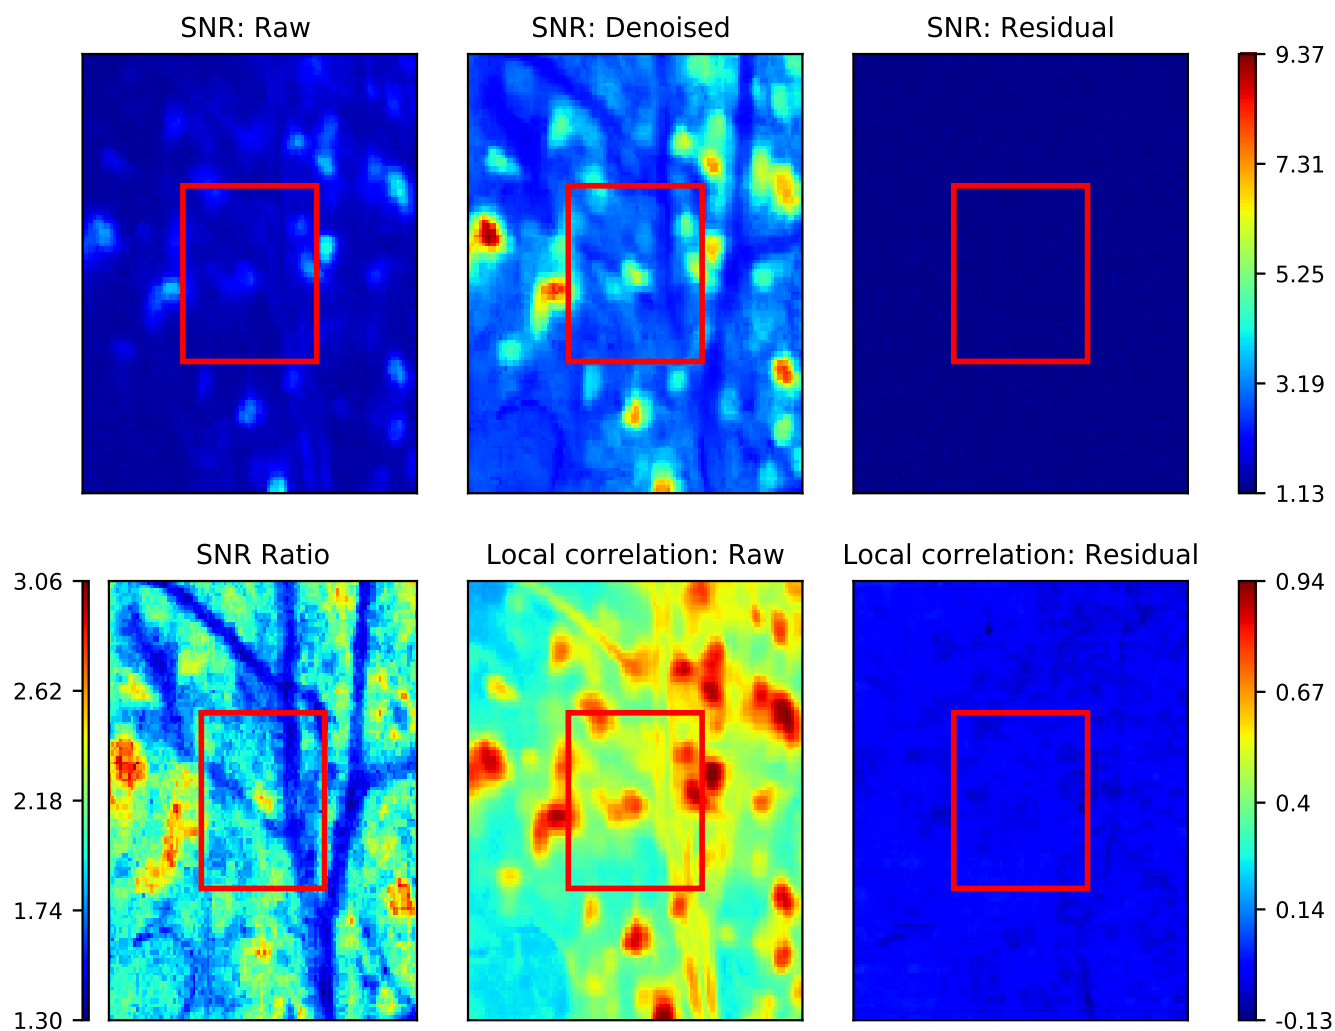 SNR: Raw
SNR: Denoised
SNR: Residual
9.37
7.31
5.25
3.19
1.13
SNR Ratio
Local correlation: Raw
Local correlation: Residual
3.06
2.62
2.18
1.74
1.30
0.94
0.67
0.4
0.14
-0.13